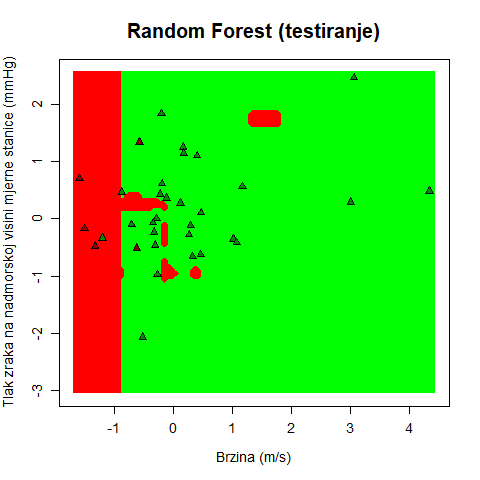 Random Forest (testiranje)
Tlak zraka na nadmorskoj visini mjerne stanice (mmHg)
2
1
0
-1
-2
-3
-1 0 1 2 3 4
Brzina (m/s)